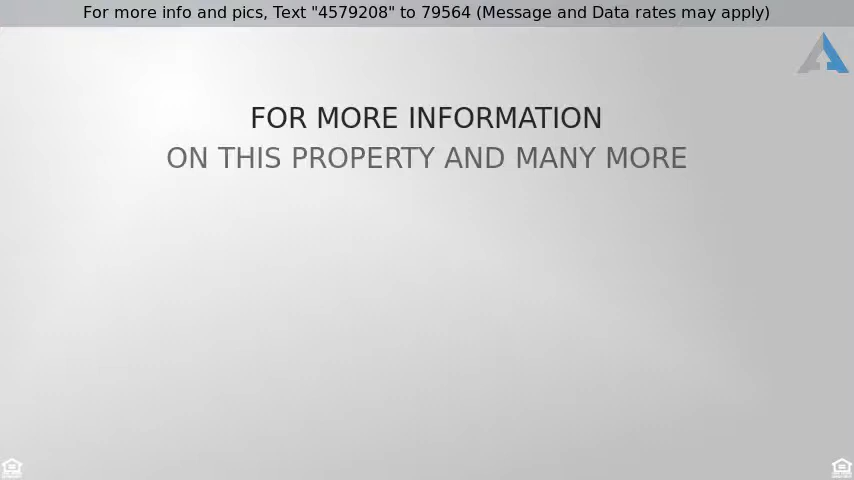 For more info and pics, Text "4579208" to 79564 (Message and Data rates may apply)
FOR MORE INFORMATION
ON THIS PROPERTY AND MANY MORE